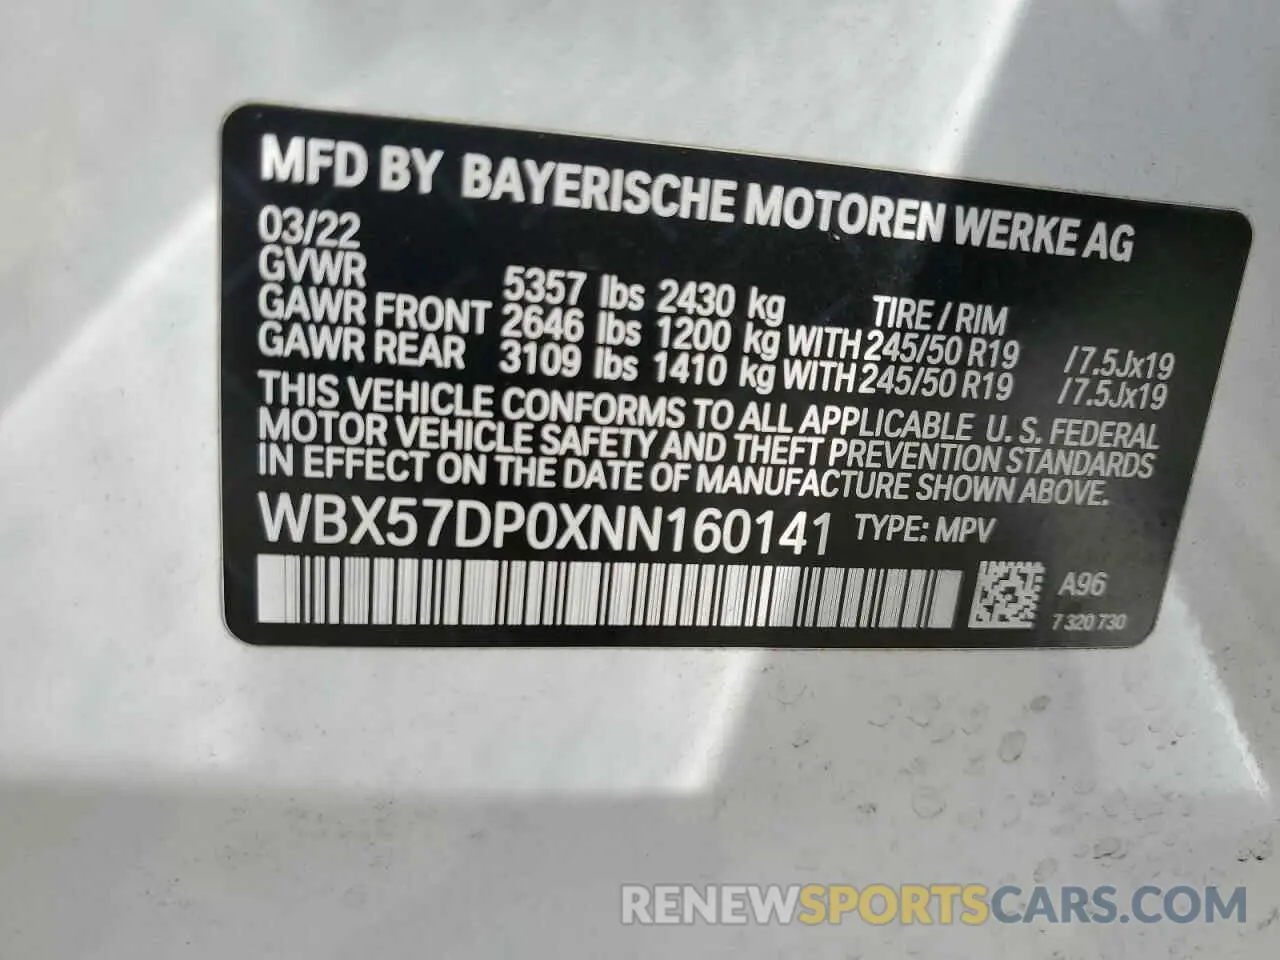 MFD BY BAYERISCHE MOTOREN WERKE AG
03/22
GVWR 5357 lbs 2430 kg TIRE / RIM
GAWR FRONT 2646 lbs 1200 kg WITH 245/50 R19 /7.5Jx19
GAWR REAR 3109 lbs 1410 kg WITH 245/50 R19 /7.5Jx19
THIS VEHICLE CONFORMS TO ALL APPLICABLE U. S. FEDERAL
MOTOR VEHICLE SAFETY AND THEFT PREVENTION STANDARDS
IN EFFECT ON THE DATE OF MANUFACTURE SHOWN ABOVE.
WBX57DP0XNN160141 TYPE: MPV
A96
7 320 730
RENEWSPORTSCARS.COM